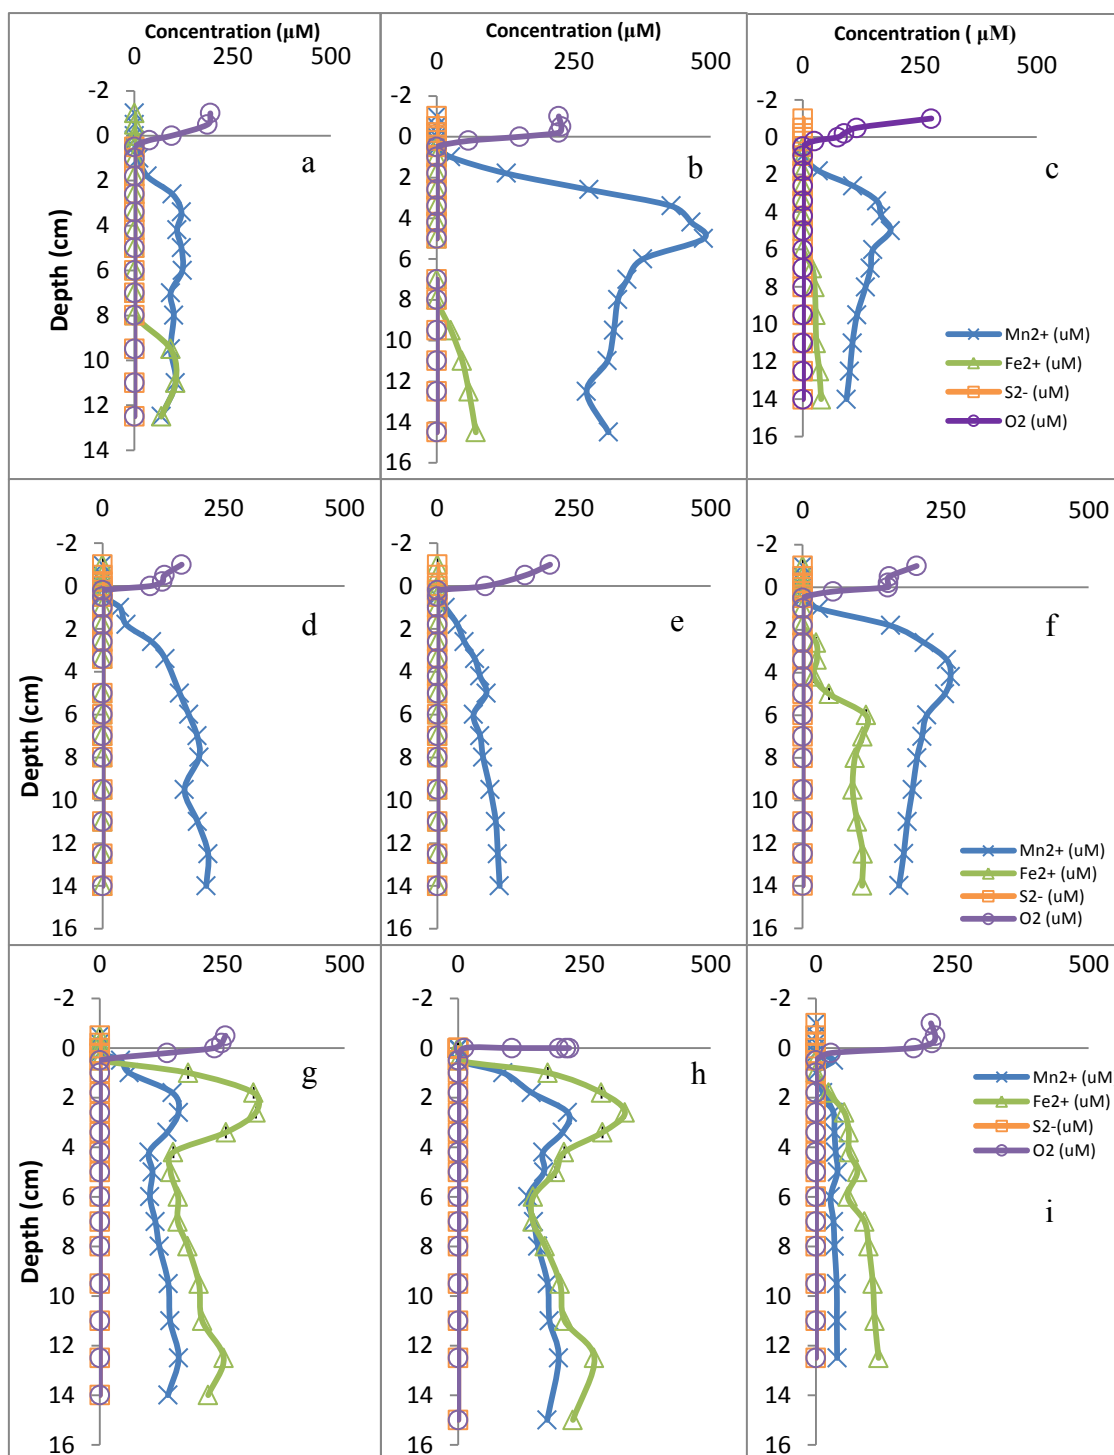 Concentration (µM)
0 250 500
-2
0
2
4
6
8
10
12
14
Depth (cm)
a
Concentration (µM)
0 250 500
-2
0
2
4
6
8
10
12
14
16
b
Concentration ( µM)
0 250 500
-2
0
2
4
6
8
10
12
14
16
c
Mn2+ (uM)
Fe2+ (uM)
S2- (uM)
O2 (uM)
0 250 500
-2
0
2
4
6
8
10
12
14
16
Depth (cm)
d
0 250 500
-2
0
2
4
6
8
10
12
14
16
e
0 250 500
-2
0
2
4
6
8
10
12
14
16
f
Mn2+ (uM)
Fe2+ (uM)
S2- (uM)
O2 (uM)
0 250 500
-2
0
2
4
6
8
10
12
14
16
Depth (cm)
g
0 250 500
-2
0
2
4
6
8
10
12
14
16
h
0 250 500
-2
0
2
4
6
8
10
12
14
16
i
Mn2+ (uM)
Fe2+ (uM)
S2-(uM)
O2 (uM)